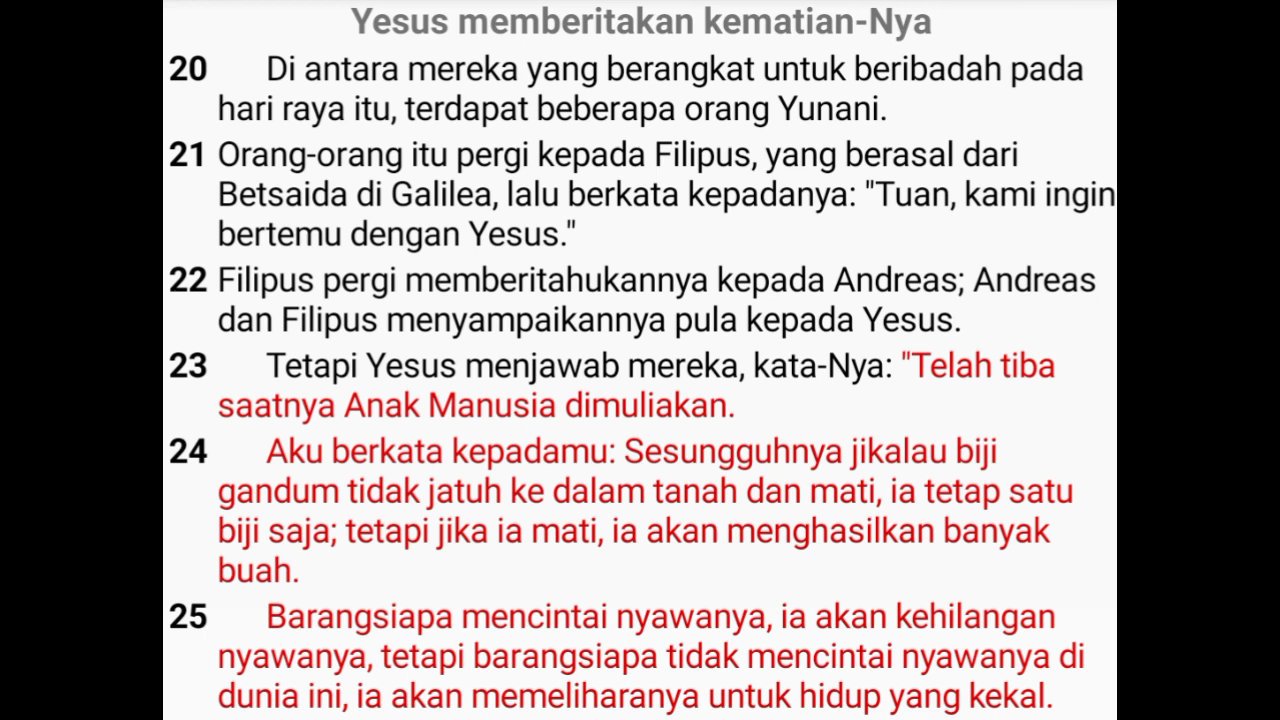 Yesus memberitakan kematian-Nya
20 Di antara mereka yang berangkat untuk beribadah pada
hari raya itu, terdapat beberapa orang Yunani.
21 Orang-orang itu pergi kepada Filipus, yang berasal dari
Betsaida di Galilea, lalu berkata kepadanya: "Tuan, kami ingin
bertemu dengan Yesus."
22 Filipus pergi memberitahukannya kepada Andreas; Andreas
dan Filipus menyampaikannya pula kepada Yesus.
23 Tetapi Yesus menjawab mereka, kata-Nya: "Telah tiba
saatnya Anak Manusia dimuliakan.
24 Aku berkata kepadamu: Sesungguhnya jikalau biji
gandum tidak jatuh ke dalam tanah dan mati, ia tetap satu
biji saja; tetapi jika ia mati, ia akan menghasilkan banyak
buah.
25 Barangsiapa mencintai nyawanya, ia akan kehilangan
nyawanya, tetapi barangsiapa tidak mencintai nyawanya di
dunia ini, ia akan memeliharanya untuk hidup yang kekal.